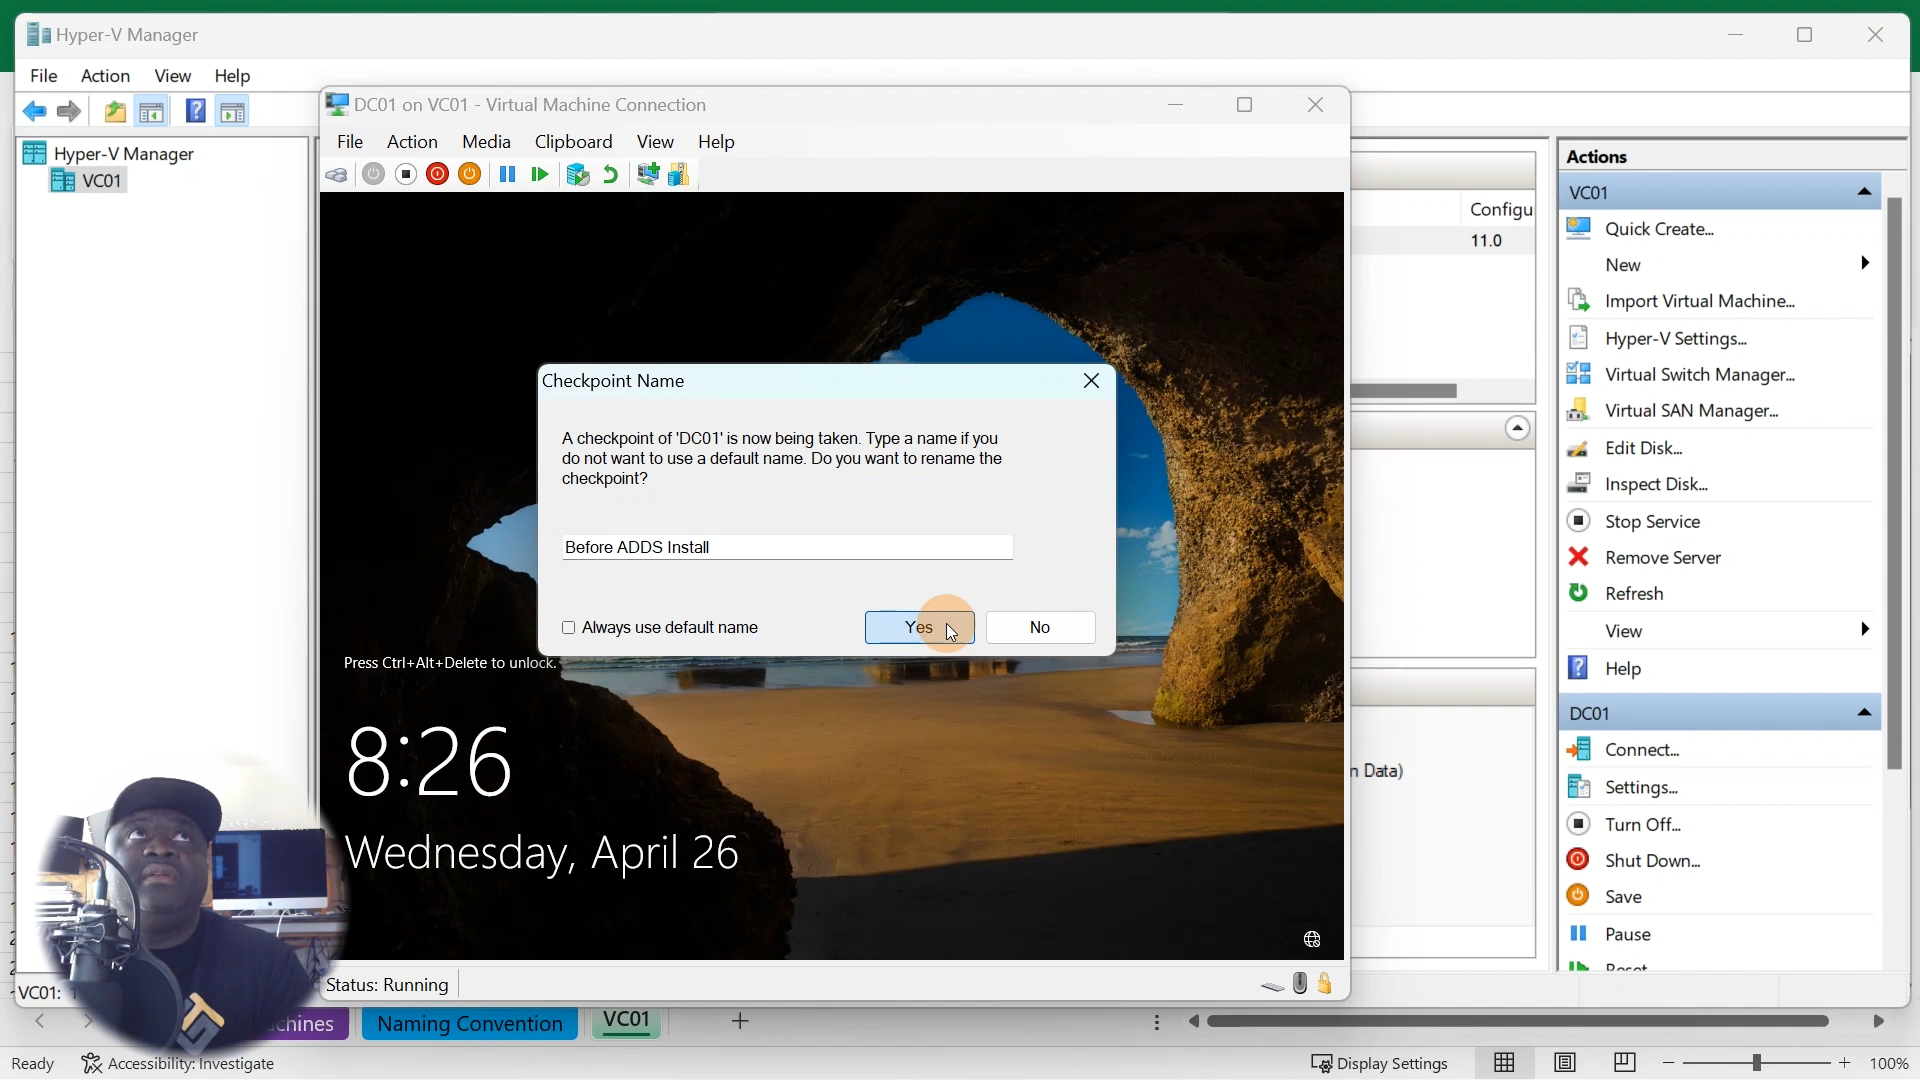 Hyper-V Manager
File Action View Help
Hyper-V Manager
VC01
DC01 on VC01 - Virtual Machine Connection
File Action Media Clipboard View Help
Checkpoint Name
A checkpoint of 'DC01' is now being taken. Type a name if you
do not want to use a default name. Do you want to rename the
checkpoint?
Before ADDS Install
Always use default name
Yes
No
Press Ctrl+Alt+Delete to unlock.
8:26
Wednesday, April 26
Status: Running
Configu
11.0
n Data)
Actions
VC01
Quick Create...
New
Import Virtual Machine...
Hyper-V Settings...
Virtual Switch Manager...
Virtual SAN Manager...
Edit Disk...
Inspect Disk...
Stop Service
Remove Server
Refresh
View
Help
DC01
Connect...
Settings...
Turn Off...
Shut Down...
Save
Pause
Reset
VC01:
chines
Naming Convention
VC01
Ready
Accessibility: Investigate
Display Settings
100%